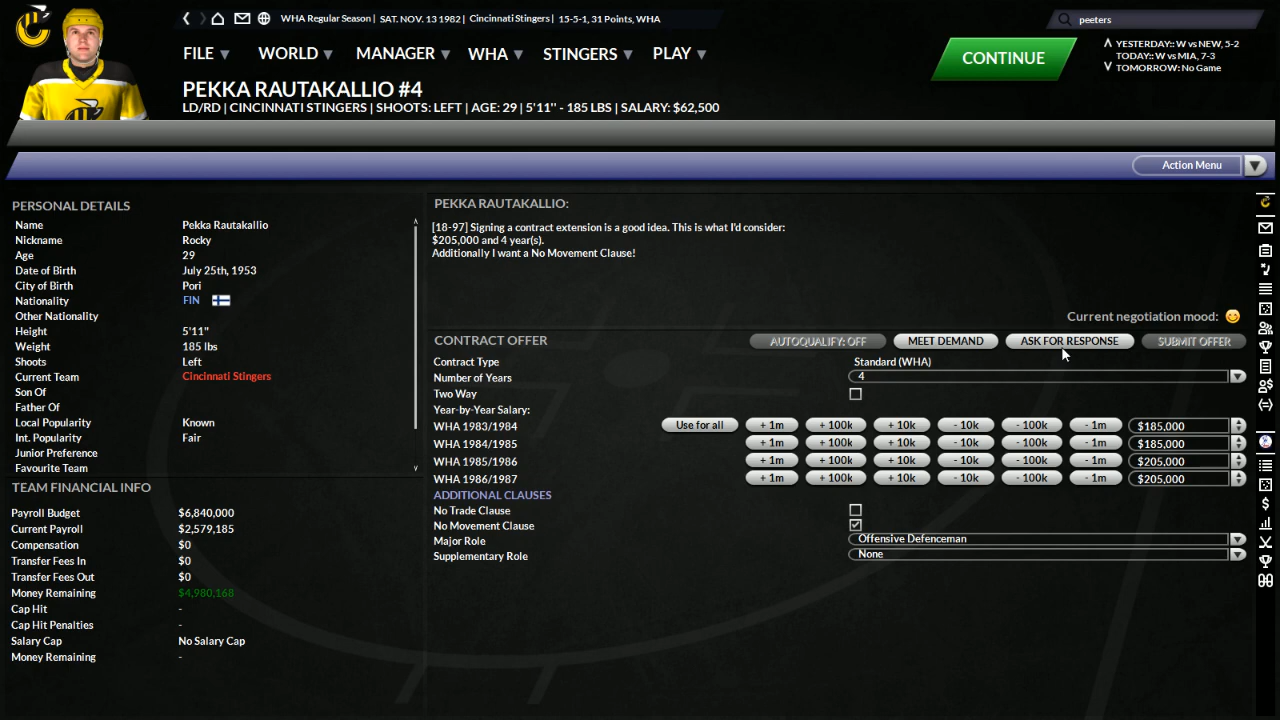 WHA Regular Season | SAT. NOV. 13 1982 | Cincinnati Stingers | 15-5-1, 31 Points, WHA
peeters
FILE WORLD MANAGER WHA STINGERS PLAY
CONTINUE
YESTERDAY:: W vs NEW, 5-2
TODAY:: W vs MIA, 7-3
TOMORROW: No Game
PEKKA RAUTAKALLIO #4
LD/RD | CINCINNATI STINGERS | SHOOTS: LEFT | AGE: 29 | 5'11" - 185 LBS | SALARY: $62,500
Action Menu
PERSONAL DETAILS
Name Pekka Rautakallio
Nickname Rocky
Age 29
Date of Birth July 25th, 1953
City of Birth Pori
Nationality FIN
Other Nationality
Height 5'11"
Weight 185 lbs
Shoots Left
Current Team Cincinnati Stingers
Son Of
Father Of
Local Popularity Known
Int. Popularity Fair
Junior Preference
Favourite Team
TEAM FINANCIAL INFO
Payroll Budget $6,840,000
Current Payroll $2,579,185
Compensation $0
Transfer Fees In $0
Transfer Fees Out $0
Money Remaining $4,980,168
Cap Hit -
Cap Hit Penalties -
Salary Cap No Salary Cap
Money Remaining -
PEKKA RAUTAKALLIO:
[18-97] Signing a contract extension is a good idea. This is what I'd consider:
$205,000 and 4 year(s).
Additionally I want a No Movement Clause!
Current negotiation mood:
CONTRACT OFFER AUTOQUALIFY: OFF MEET DEMAND ASK FOR RESPONSE SUBMIT OFFER
Contract Type Standard (WHA)
Number of Years 4
Two Way
Year-by-Year Salary:
WHA 1983/1984 Use for all + 1m + 100k + 10k - 10k - 100k - 1m $185,000
WHA 1984/1985 + 1m + 100k + 10k - 10k - 100k - 1m $185,000
WHA 1985/1986 + 1m + 100k + 10k - 10k - 100k - 1m $205,000
WHA 1986/1987 + 1m + 100k + 10k - 10k - 100k - 1m $205,000
ADDITIONAL CLAUSES
No Trade Clause
No Movement Clause
Major Role Offensive Defenceman
Supplementary Role None